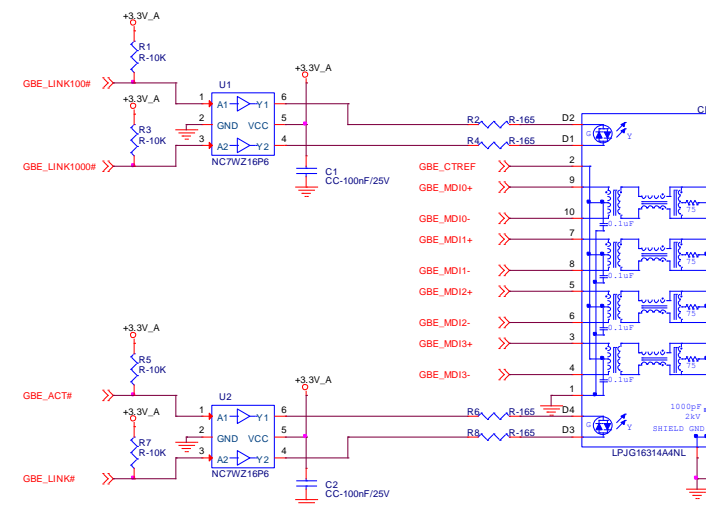 +3.3V_A
R1
R-10K
GBE_LINK100#
+3.3V_A
R3
R-10K
GBE_LINK1000#
U1
1 A1 Y1 6
2 GND VCC 5
3 A2 Y2 4
NC7WZ16P6
+3.3V_A
C1
CC-100nF/25V
R2 R-165 D2
R4 R-165 D1
G Y
GBE_CTREF 2
GBE_MDI0+ 9
GBE_MDI0- 10
GBE_MDI1+ 7
GBE_MDI1- 8
GBE_MDI2+ 5
GBE_MDI2- 6
GBE_MDI3+ 3
GBE_MDI3- 4
1
75
0.1uF
75
0.1uF
75
0.1uF
75
0.1uF
1000pF
2kV
SHIELD GND
+3.3V_A
R5
R-10K
GBE_ACT#
+3.3V_A
R7
R-10K
GBE_LINK#
U2
1 A1 Y1 6
2 GND VCC 5
3 A2 Y2 4
NC7WZ16P6
+3.3V_A
C2
CC-100nF/25V
R6 R-165 D4
R8 R-165 D3
G Y
LPJG16314A4NL